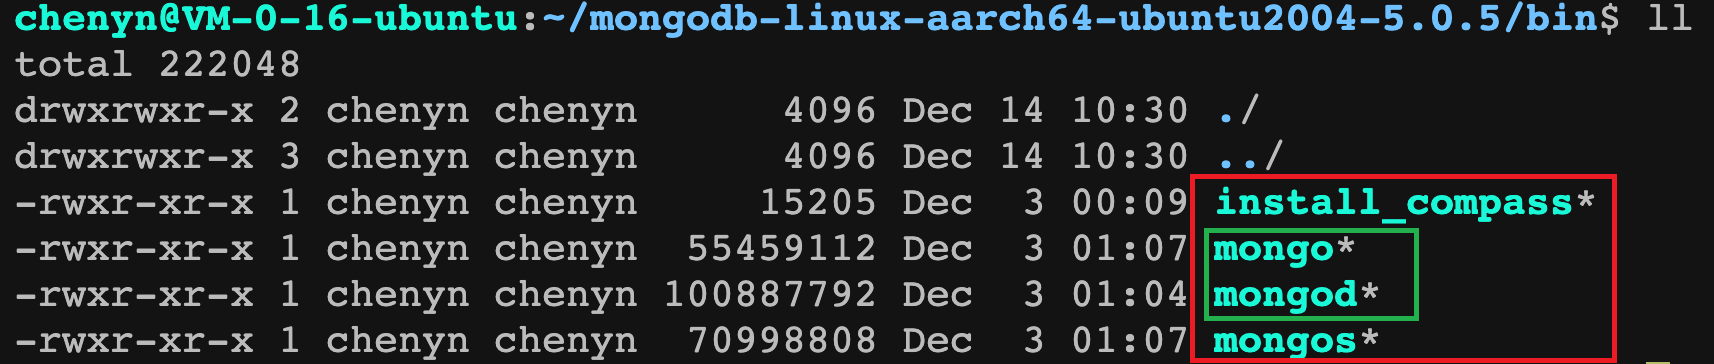 chenyn@VM-0-16-ubuntu:~/mongodb-linux-aarch64-ubuntu2004-5.0.5/bin$ ll
total 222048
drwxrwxr-x 2 chenyn chenyn      4096 Dec 14 10:30 ./
drwxrwxr-x 3 chenyn chenyn      4096 Dec 14 10:30 ../
-rwxr-xr-x 1 chenyn chenyn     15205 Dec  3 00:09 install_compass*
-rwxr-xr-x 1 chenyn chenyn  55459112 Dec  3 01:07 mongo*
-rwxr-xr-x 1 chenyn chenyn 100887792 Dec  3 01:04 mongod*
-rwxr-xr-x 1 chenyn chenyn  70998808 Dec  3 01:07 mongos*